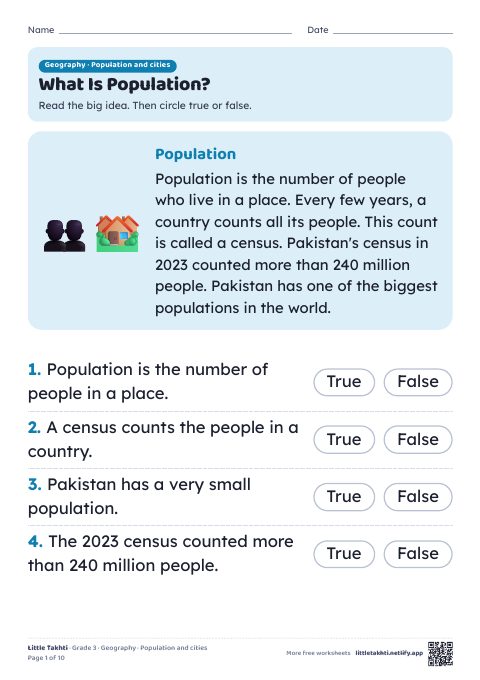 Name
Date
Geography · Population and cities
What Is Population?
Read the big idea. Then circle true or false.
Population
Population is the number of people
who live in a place. Every few years, a
country counts all its people. This count
is called a census. Pakistan's census in
2023 counted more than 240 million
people. Pakistan has one of the biggest
populations in the world.
1. Population is the number of
people in a place.
True False
2. A census counts the people in a
country.
True False
3. Pakistan has a very small
population.
True False
4. The 2023 census counted more
than 240 million people.
True False
Little Takhti · Grade 3 · Geography · Population and cities
Page 1 of 10
More free worksheets littletakhti.netlify.app